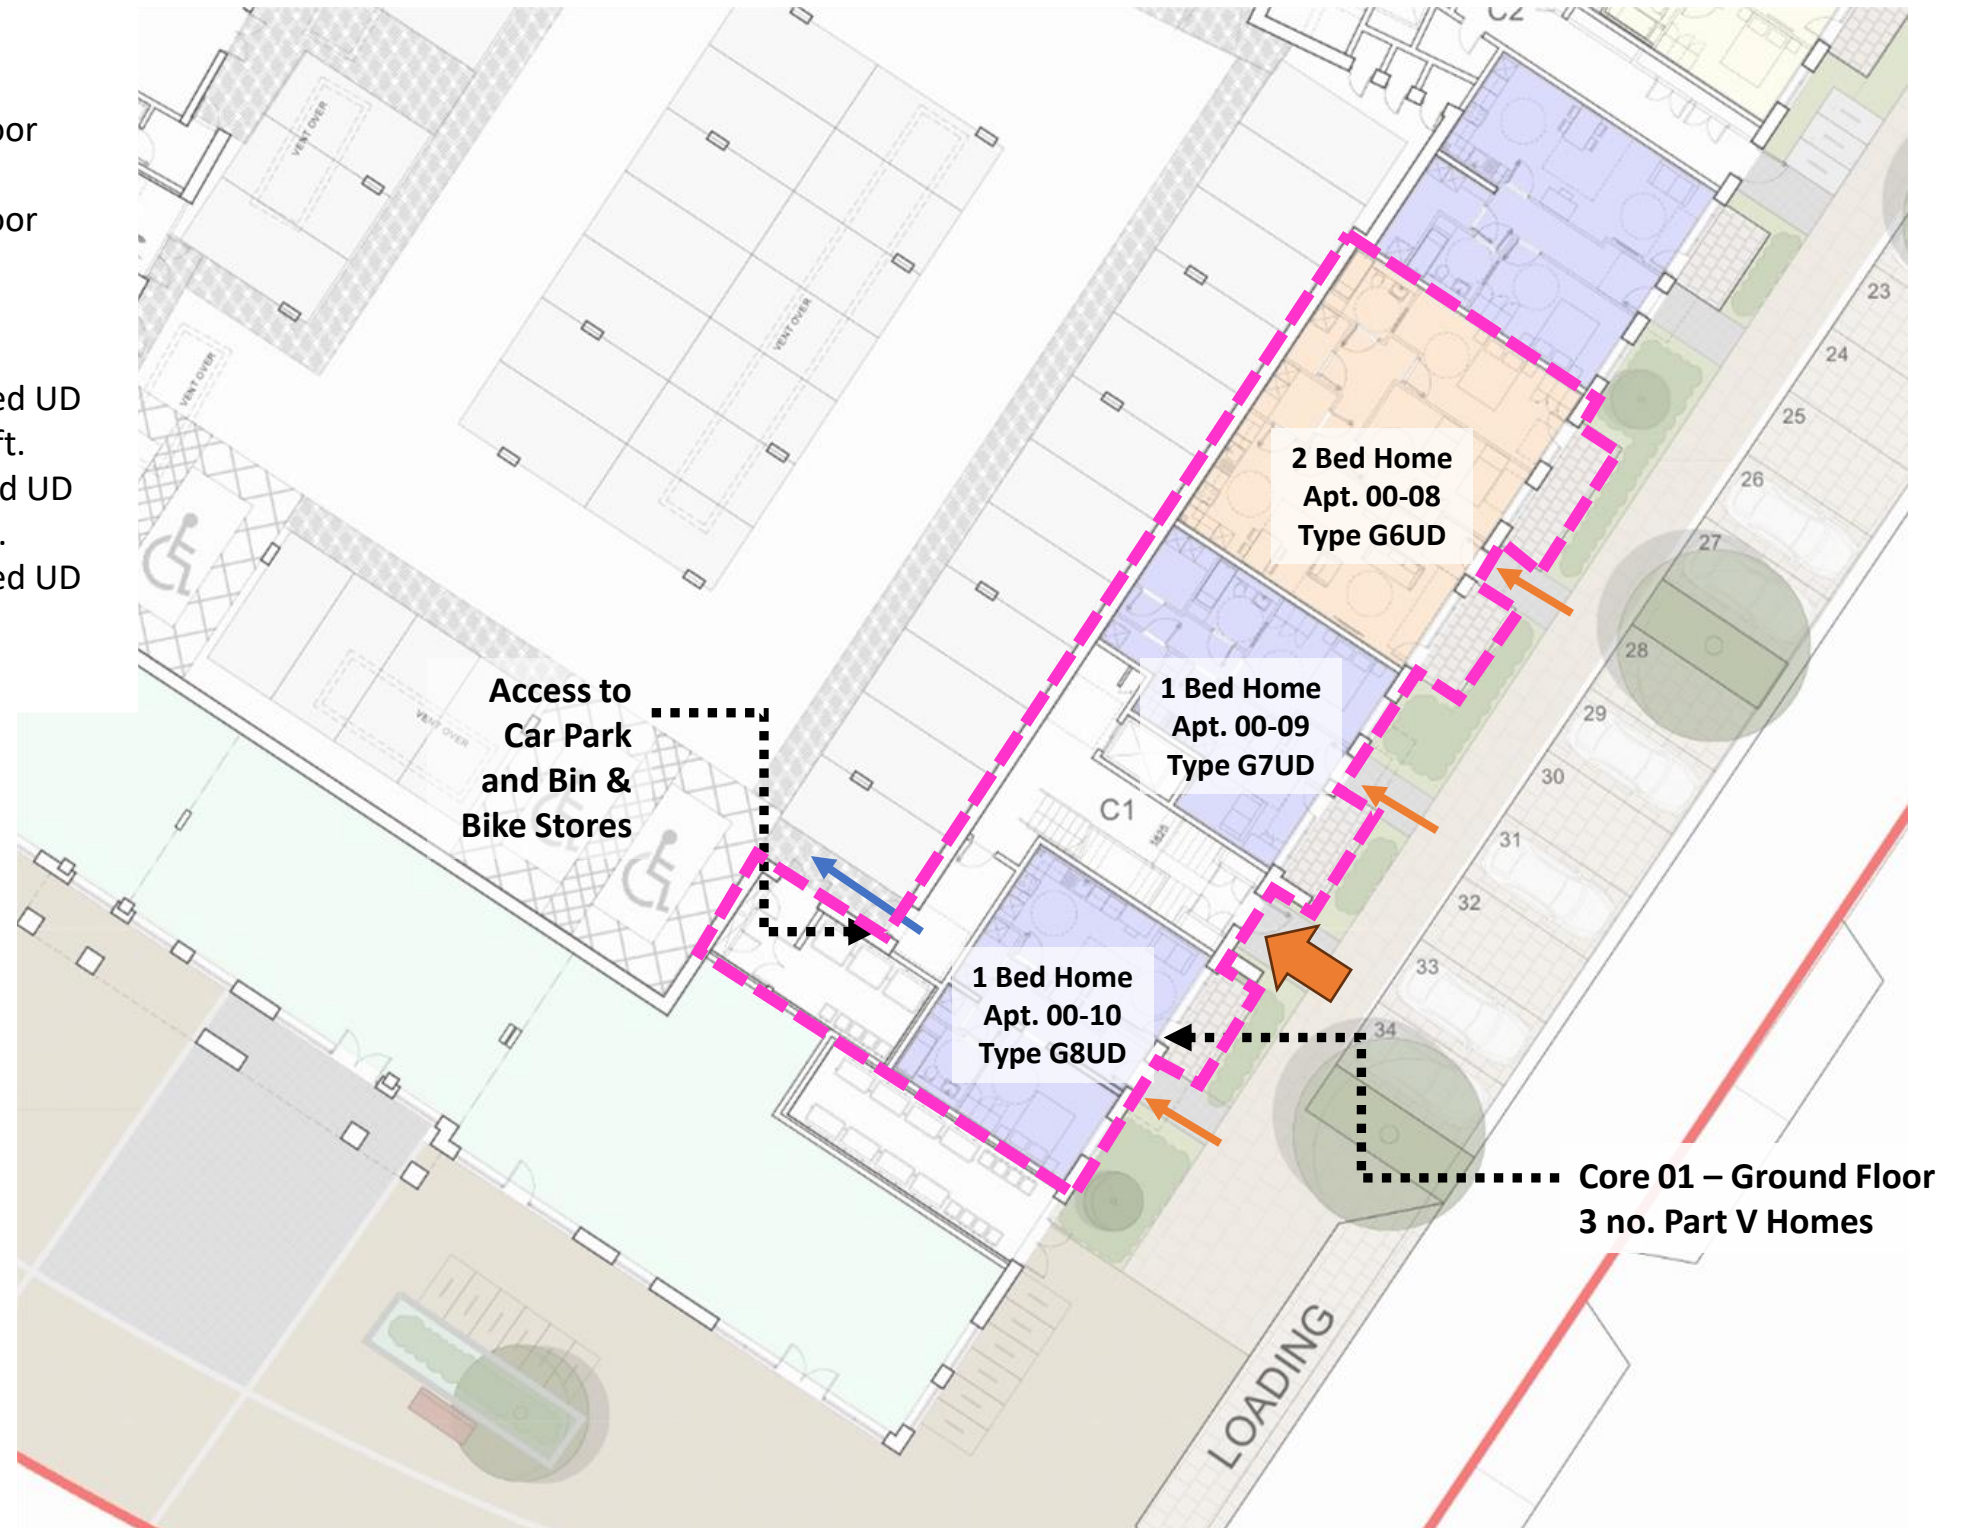 oor
oor
ed UD
ft.
d UD
.
ed UD
C2
VENT OVER
VENT OVER
VENT OVER
VENT OVER
23
24
25
26
27
28
29
30
31
32
33
34
2 Bed Home
Apt. 00-08
Type G6UD
1 Bed Home
Apt. 00-09
Type G7UD
C1
1825
Access to
Car Park
and Bin &
Bike Stores
1 Bed Home
Apt. 00-10
Type G8UD
Core 01 – Ground Floor
3 no. Part V Homes
LOADING